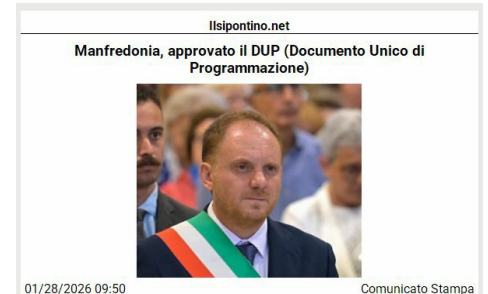 Ilsipontino.net
Manfredonia, approvato il DUP (Documento Unico di
Programmazione)
01/28/2026 09:50
Comunicato Stampa